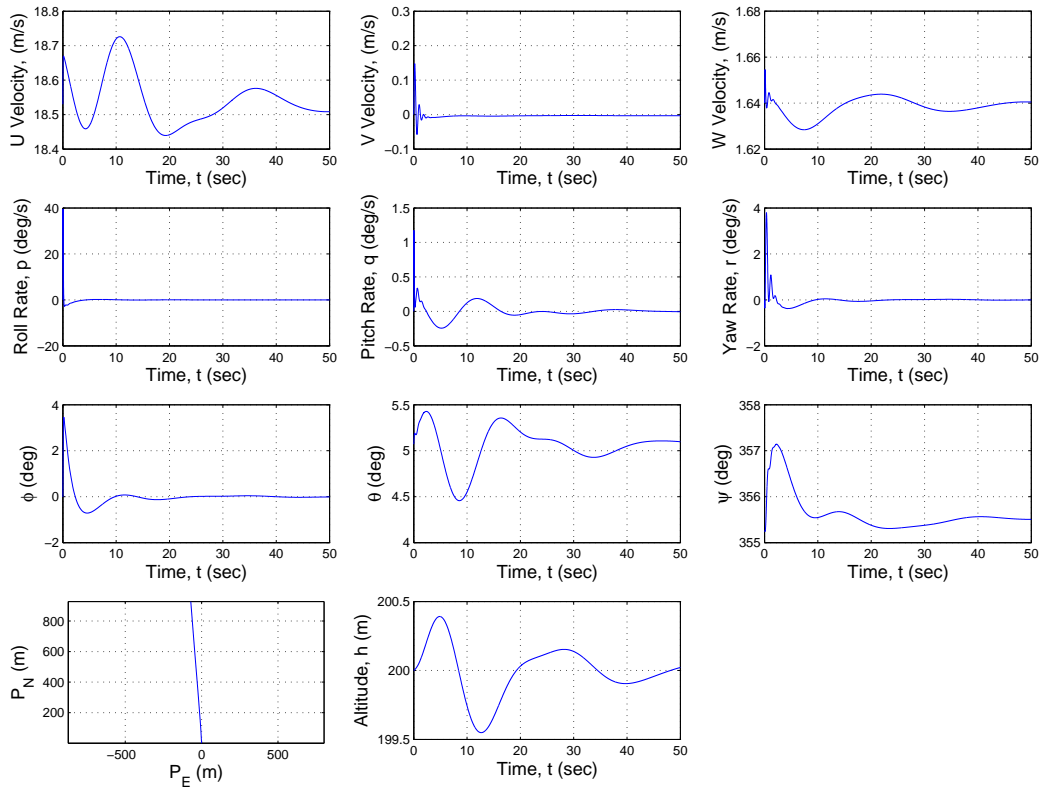 U Velocity, (m/s)
18.8
18.7
18.6
18.5
18.4
0 10 20 30 40 50
Time, t (sec)
V Velocity, (m/s)
0.3
0.2
0.1
0
−0.1
0 10 20 30 40 50
Time, t (sec)
W Velocity, (m/s)
1.68
1.66
1.64
1.62
0 10 20 30 40 50
Time, t (sec)
Roll Rate, p (deg/s)
40
20
0
−20
0 10 20 30 40 50
Time, t (sec)
Pitch Rate, q (deg/s)
1.5
1
0.5
0
−0.5
0 10 20 30 40 50
Time, t (sec)
Yaw Rate, r (deg/s)
4
2
0
−2
0 10 20 30 40 50
Time, t (sec)
ϕ (deg)
4
2
0
−2
0 10 20 30 40 50
Time, t (sec)
θ (deg)
5.5
5
4.5
4
0 10 20 30 40 50
Time, t (sec)
ψ (deg)
358
357
356
355
0 10 20 30 40 50
Time, t (sec)
P_N (m)
800
600
400
200
−500 0 500
P_E (m)
Altitude, h (m)
200.5
200
199.5
0 10 20 30 40 50
Time, t (sec)